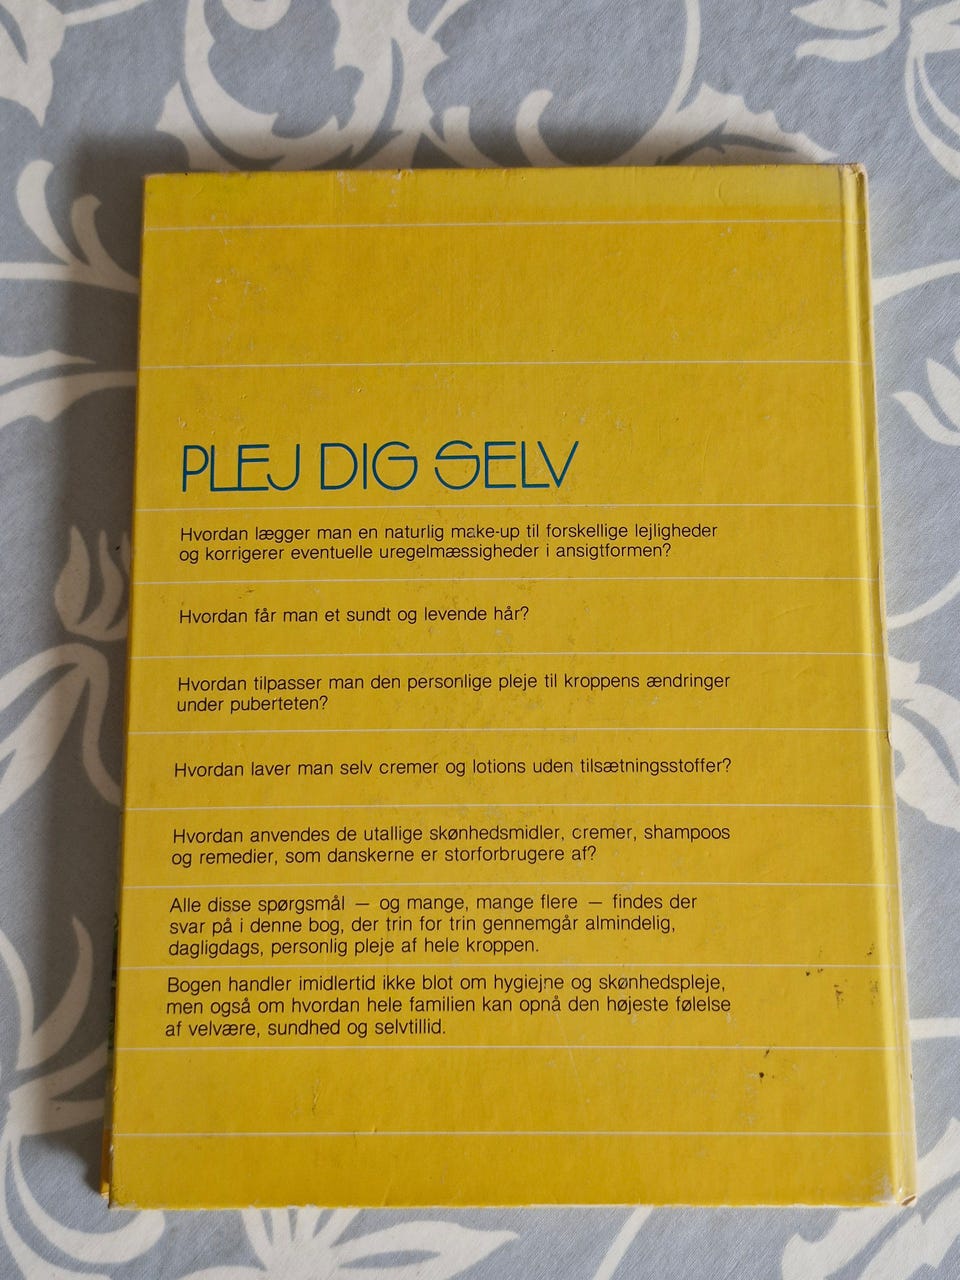 PLEJ DIG SELV
Hvordan lægger man en naturlig make-up til forskellige lejligheder
og korrigerer eventuelle uregelmæssigheder i ansigtformen?
Hvordan får man et sundt og levende hår?
Hvordan tilpasser man den personlige pleje til kroppens ændringer
under puberteten?
Hvordan laver man selv cremer og lotions uden tilsætningsstoffer?
Hvordan anvendes de utallige skønhedsmidler, cremer, shampoos
og remedier, som danskerne er storforbrugere af?
Alle disse spørgsmål — og mange, mange flere — findes der
svar på i denne bog, der trin for trin gennemgår almindelig,
dagligdags, personlig pleje af hele kroppen.
Bogen handler imidlertid ikke blot om hygiejne og skønhedspleje,
men også om hvordan hele familien kan opnå den højeste følelse
af velvære, sundhed og selvtillid.